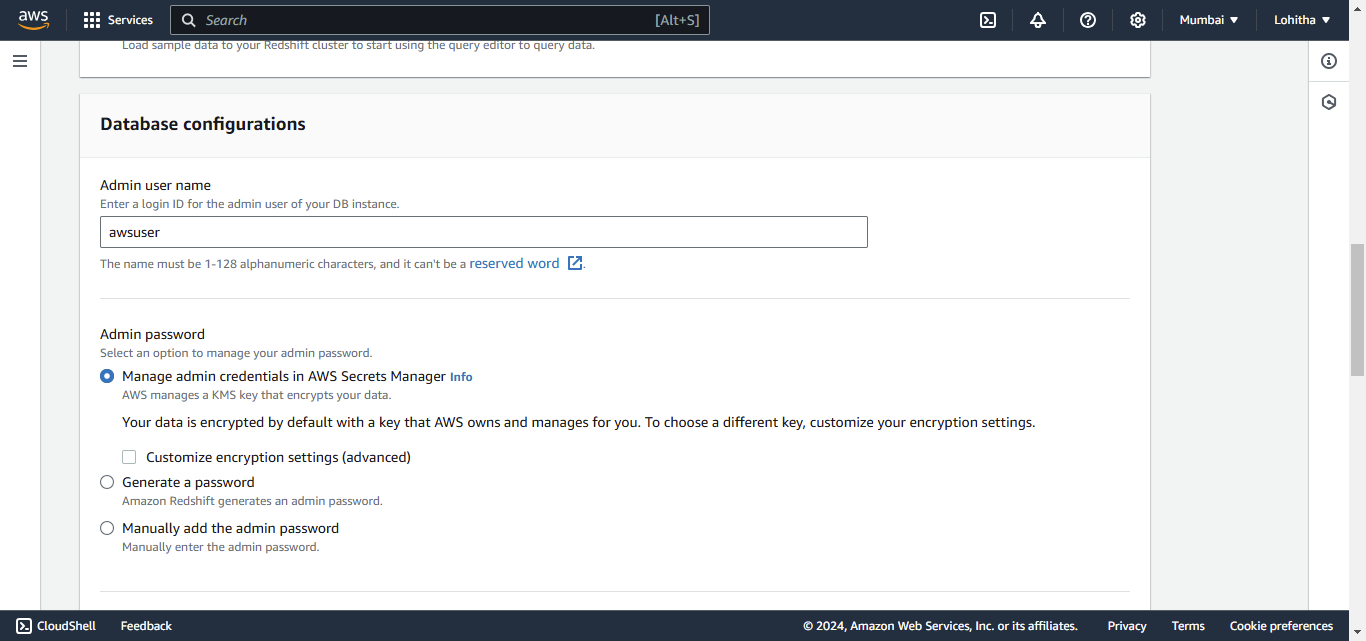 aws
Services
Search
[Alt+S]
Mumbai
Lohitha
Load sample data to your Redshift cluster to start using the query editor to query data.
Database configurations
Admin user name
Enter a login ID for the admin user of your DB instance.
awsuser
The name must be 1-128 alphanumeric characters, and it can't be a reserved word .
Admin password
Select an option to manage your admin password.
Manage admin credentials in AWS Secrets Manager Info
AWS manages a KMS key that encrypts your data.
Your data is encrypted by default with a key that AWS owns and manages for you. To choose a different key, customize your encryption settings.
Customize encryption settings (advanced)
Generate a password
Amazon Redshift generates an admin password.
Manually add the admin password
Manually enter the admin password.
CloudShell
Feedback
© 2024, Amazon Web Services, Inc. or its affiliates.
Privacy
Terms
Cookie preferences